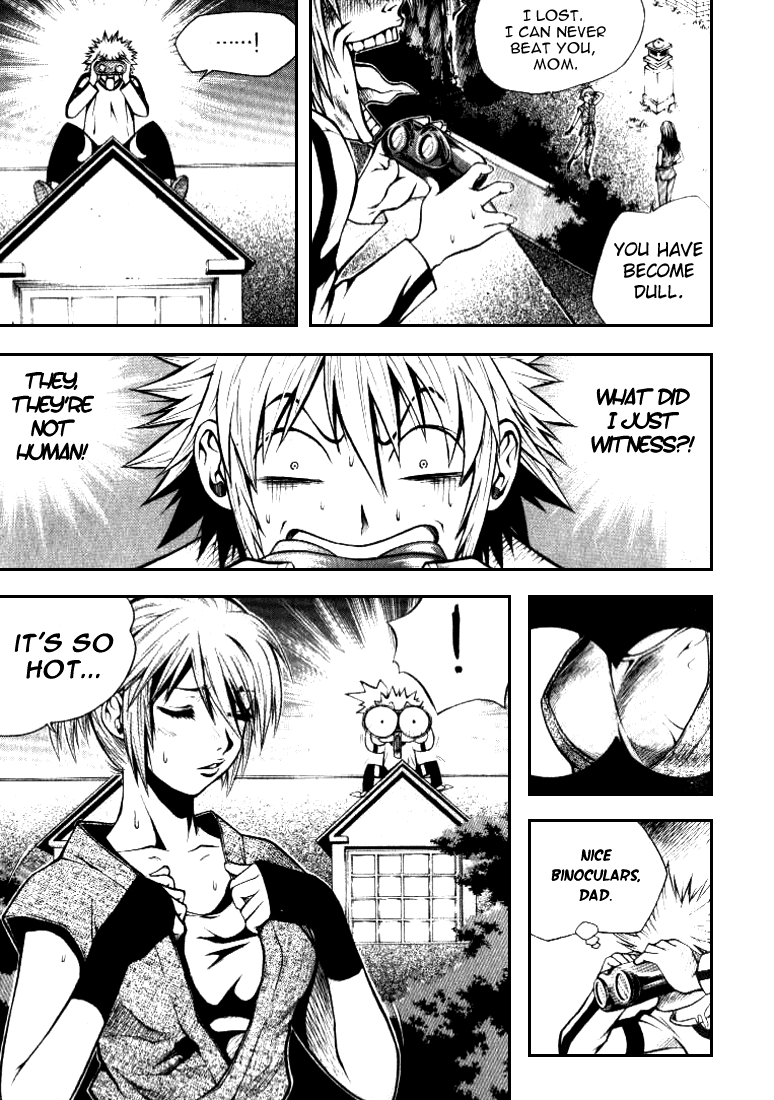 I LOST.
I CAN NEVER
BEAT YOU,
MOM.
YOU HAVE
BECOME
DULL.
......!
WHAT DID
I JUST
WITNESS?!
THEY,
THEY'RE
NOT
HUMAN!
!
IT'S SO
HOT...
NICE
BINOCULARS,
DAD.